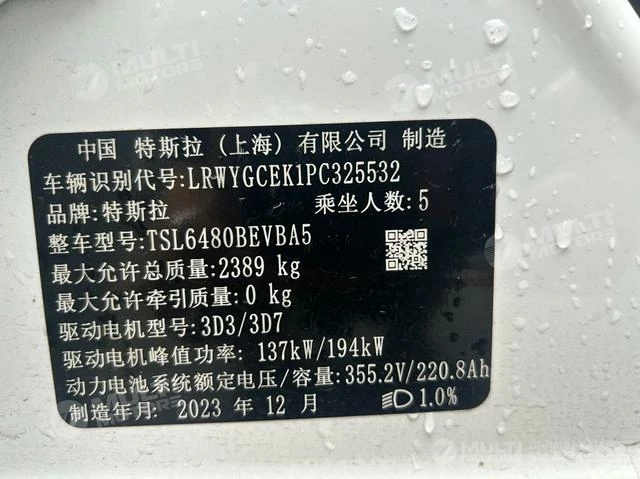 MULTI MOTORS
MULTI MOTORS
中国 特斯拉(上海)有限公司 制造
车辆识别代号:LRWYGCEK1PC325532
品牌:特斯拉 乘坐人数:5
整车型号:TSL6480BEVBA5
最大允许总质量:2389 kg
最大允许牵引质量:0 kg
驱动电机型号:3D3/3D7
驱动电机峰值功率: 137kW/194kW
动力电池系统额定电压/容量:355.2V/220.8Ah
制造年月: 2023 年 12 月 1.0%